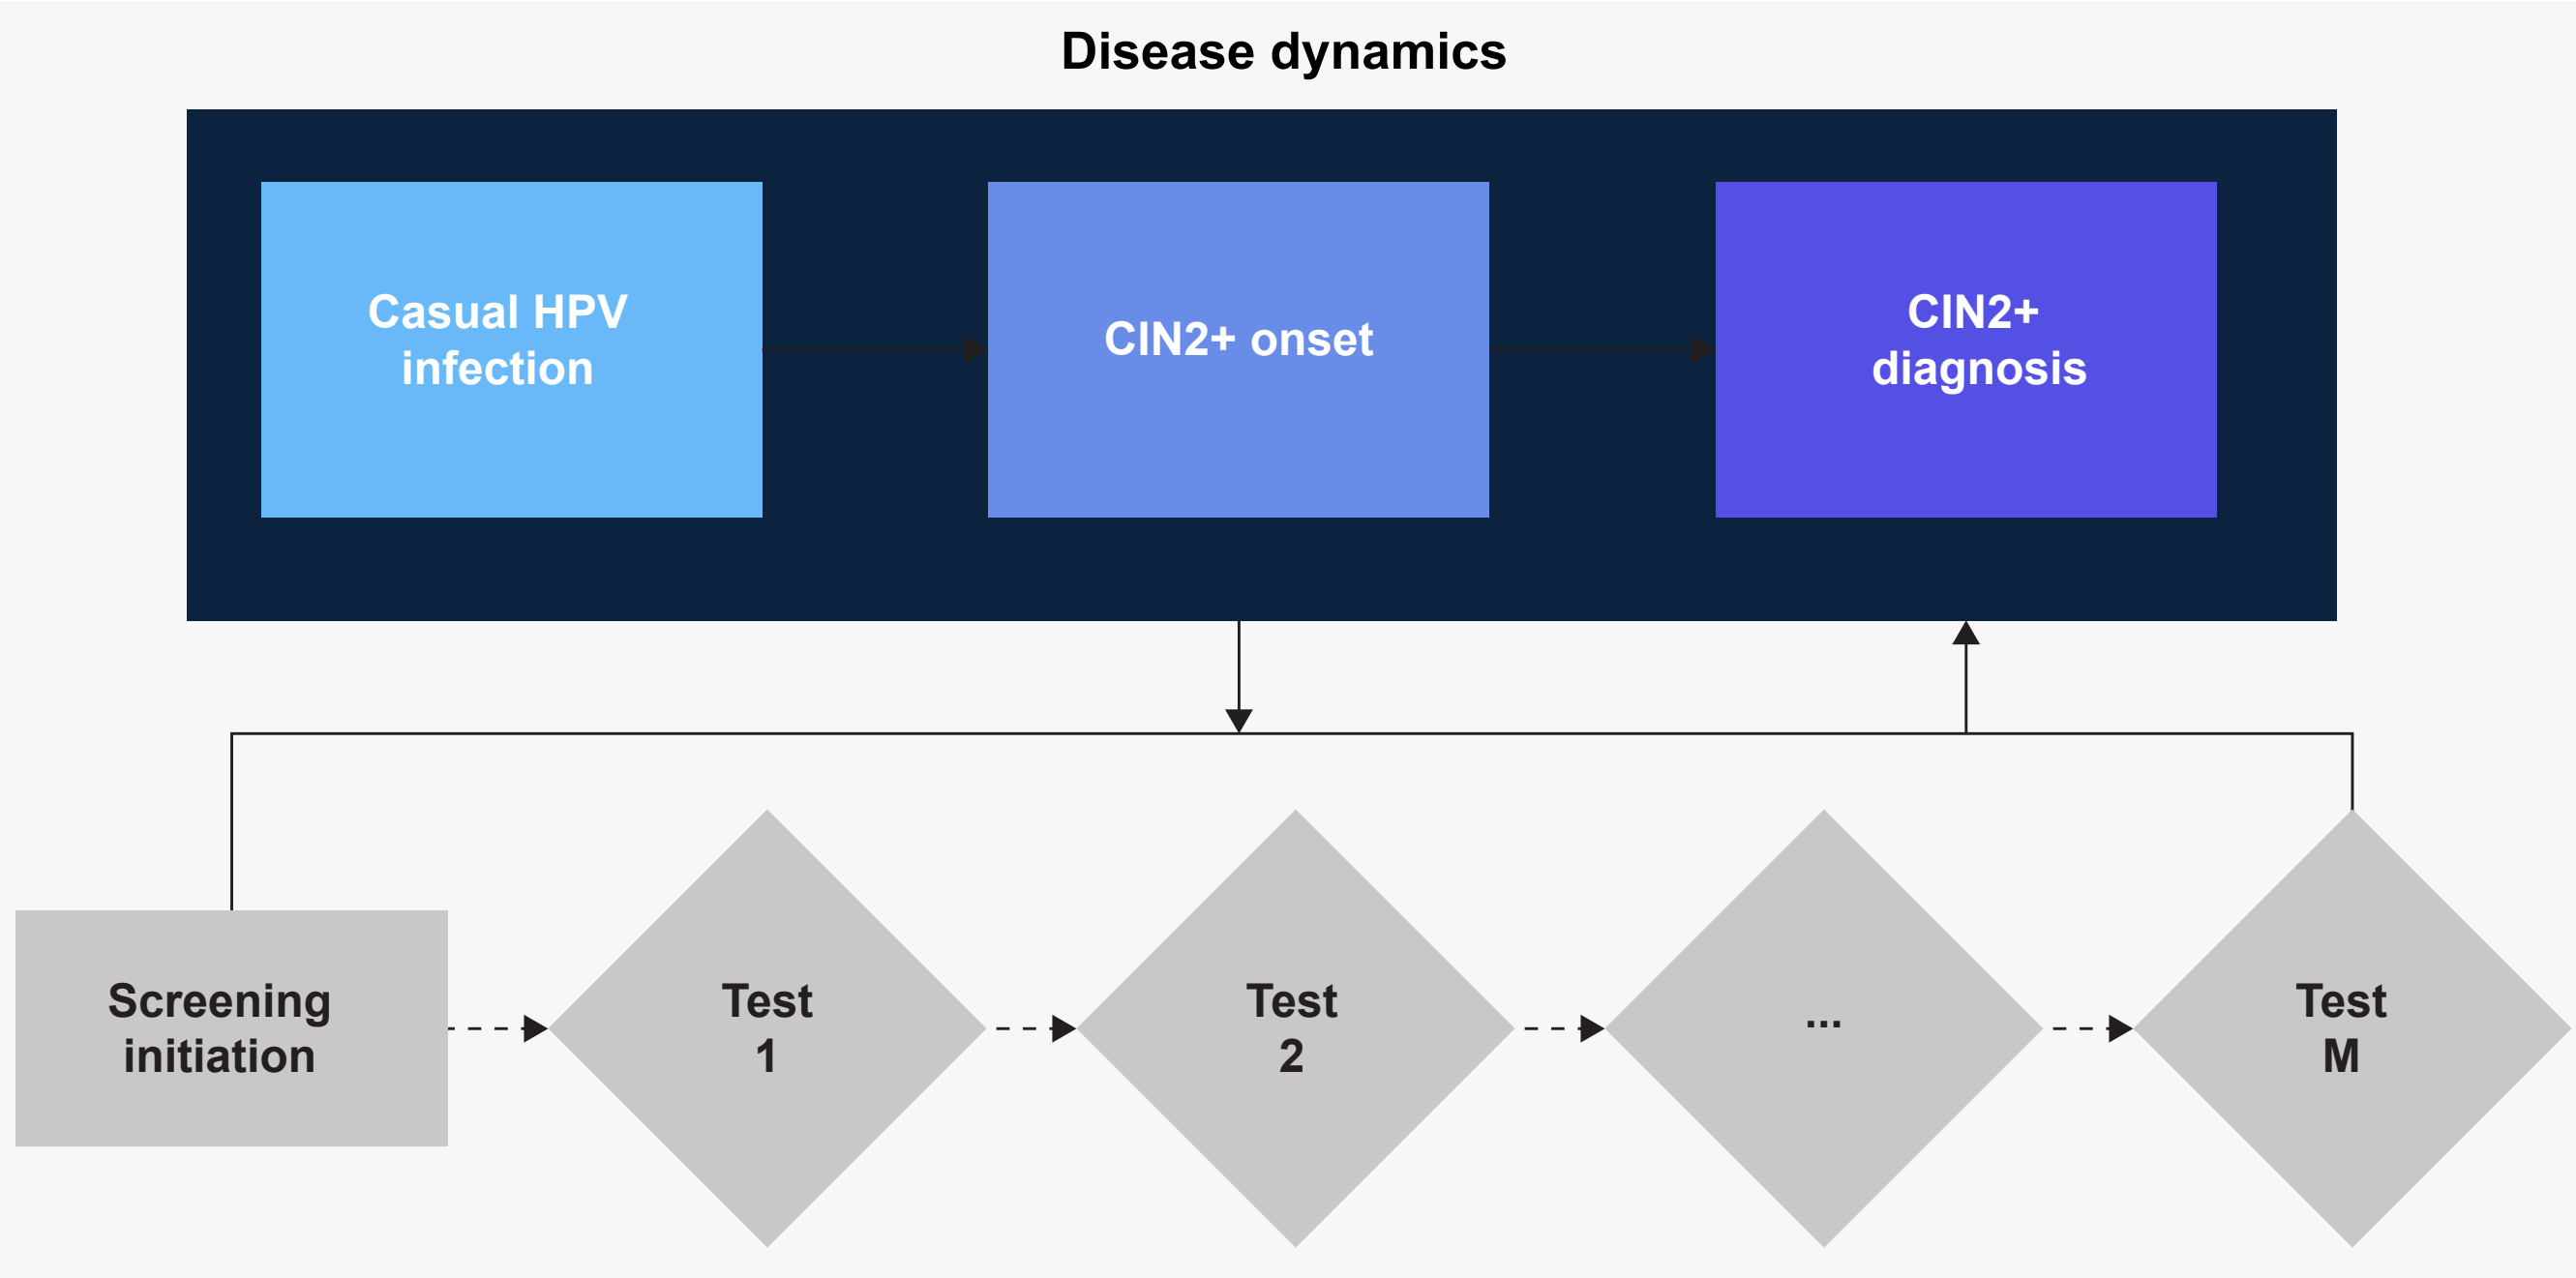 Disease dynamics
Casual HPV
infection
CIN2+ onset
CIN2+
diagnosis
Screening
initiation
Test
1
Test
2
...
Test
M